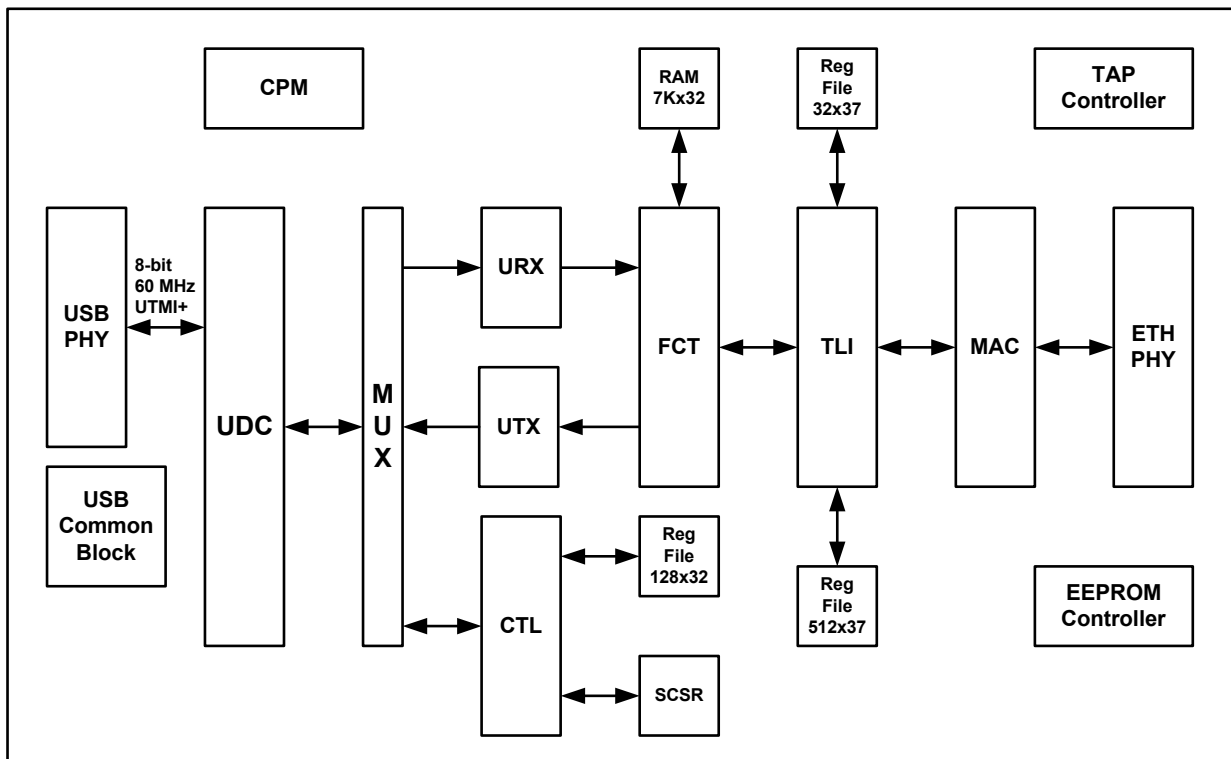 CPM
RAM
7Kx32
Reg
File
32x37
TAP
Controller
USB
PHY
8-bit
60 MHz
UTMI+
UDC
M
U
X
URX
UTX
FCT
TLI
MAC
ETH
PHY
USB
Common
Block
CTL
Reg
File
128x32
SCSR
Reg
File
512x37
EEPROM
Controller